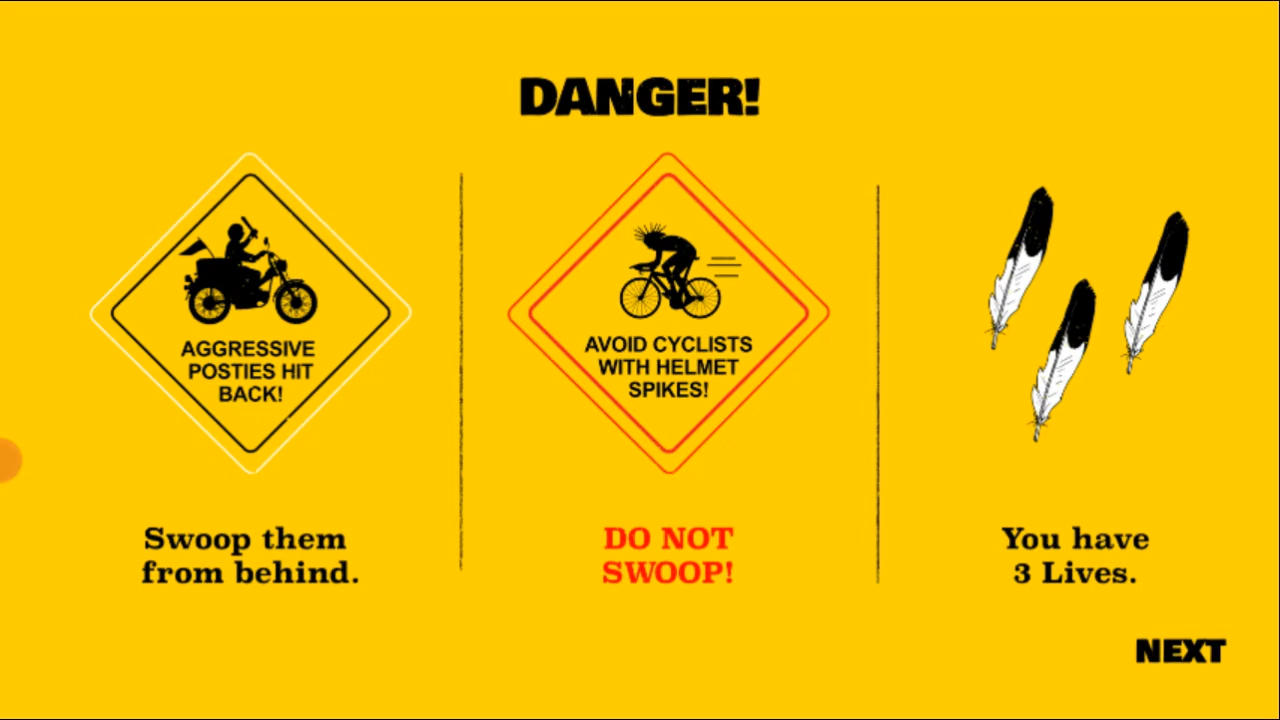 DANGER!
AGGRESSIVE
POSTIES HIT
BACK!
Swoop them
from behind.
AVOID CYCLISTS
WITH HELMET
SPIKES!
DO NOT
SWOOP!
You have
3 Lives.
NEXT